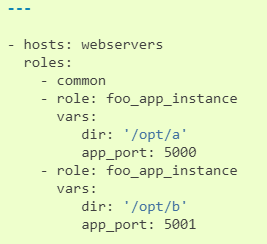 ---
- hosts: webservers
  roles:
    - common
    - role: foo_app_instance
      vars:
         dir: '/opt/a'
         app_port: 5000
    - role: foo_app_instance
      vars:
         dir: '/opt/b'
         app_port: 5001